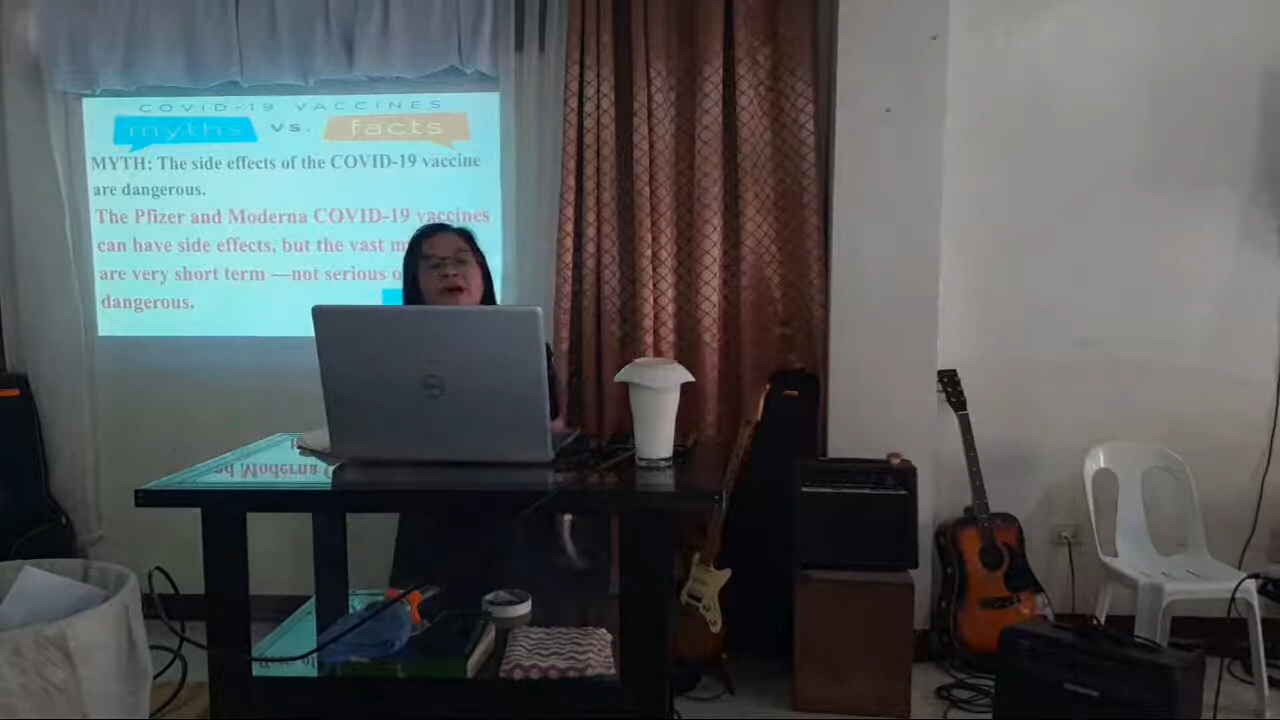 COVID-19 VACCINES
myths vs. facts
MYTH: The side effects of the COVID-19 vaccine
are dangerous.
The Pfizer and Moderna COVID-19 vaccines
can have side effects, but the vast
are very short term —not serious
dangerous.
DELL